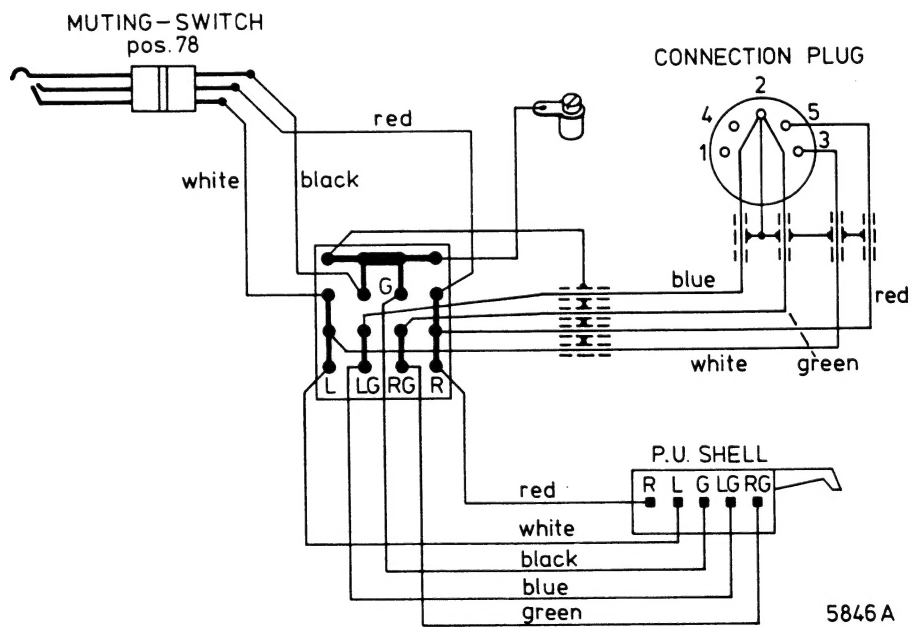 MUTING-SWITCH
pos. 78
CONNECTION PLUG
2
4
5
1
3
red
white
black
G
blue
red
white
green
L LG RG R
P.U. SHELL
R L G LG RG
red
white
black
blue
green
5846A